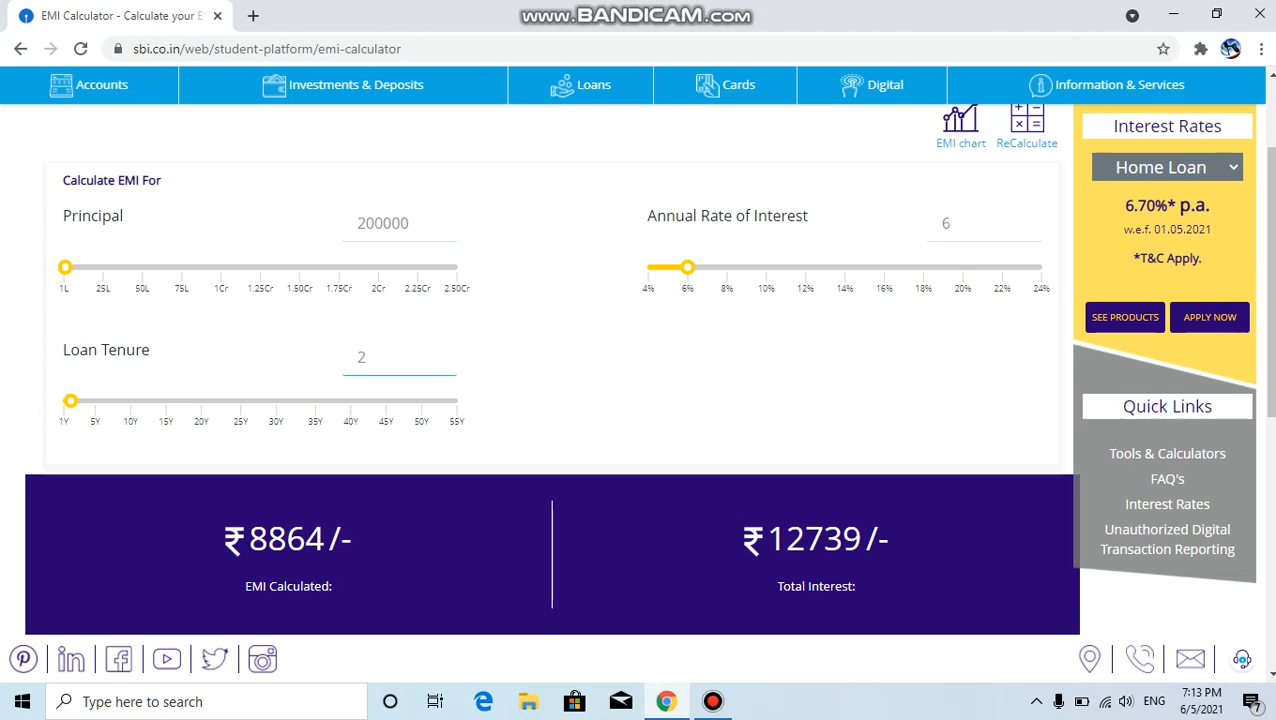 EMI Calculator - Calculate your E
www.BANDICAM.com
sbi.co.in/web/student-platform/emi-calculator
Accounts
Investments & Deposits
Loans
Cards
Digital
Information & Services
EMI chart
ReCalculate
Calculate EMI For
Principal
200000
1L 25L 50L 75L 1Cr 1.25Cr 1.50Cr 1.75Cr 2Cr 2.25Cr 2.50Cr
Annual Rate of Interest
6
4% 6% 8% 10% 12% 14% 16% 18% 20% 22% 24%
Loan Tenure
2
1Y 5Y 10Y 15Y 20Y 25Y 30Y 35Y 40Y 45Y 50Y 55Y
₹8864/-
EMI Calculated:
₹12739/-
Total Interest:
Interest Rates
Home Loan
6.70%* p.a.
w.e.f. 01.05.2021
*T&C Apply.
SEE PRODUCTS
APPLY NOW
Quick Links
Tools & Calculators
FAQ's
Interest Rates
Unauthorized Digital
Transaction Reporting
Type here to search
ENG
7:13 PM
6/5/2021
7